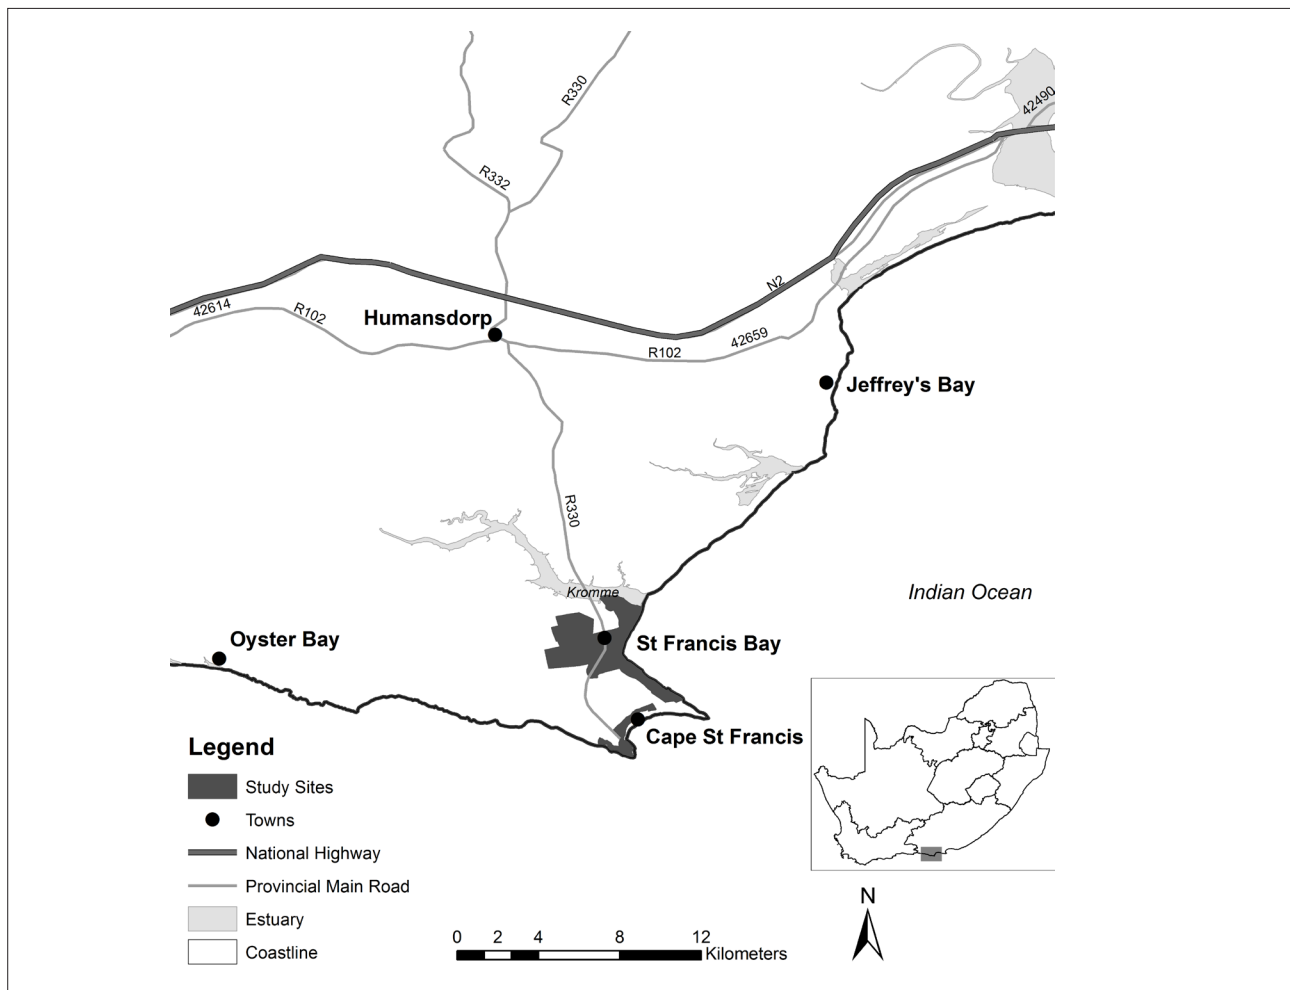 R330
42490
R332
N2
42614
R102
Humansdorp
42659
R102
Jeffrey's Bay
R330
Kromme
Indian Ocean
Oyster Bay
St Francis Bay
Cape St Francis
Legend
Study Sites
Towns
National Highway
Provincial Main Road
Estuary
Coastline
0 2 4 8 12
Kilometers
N